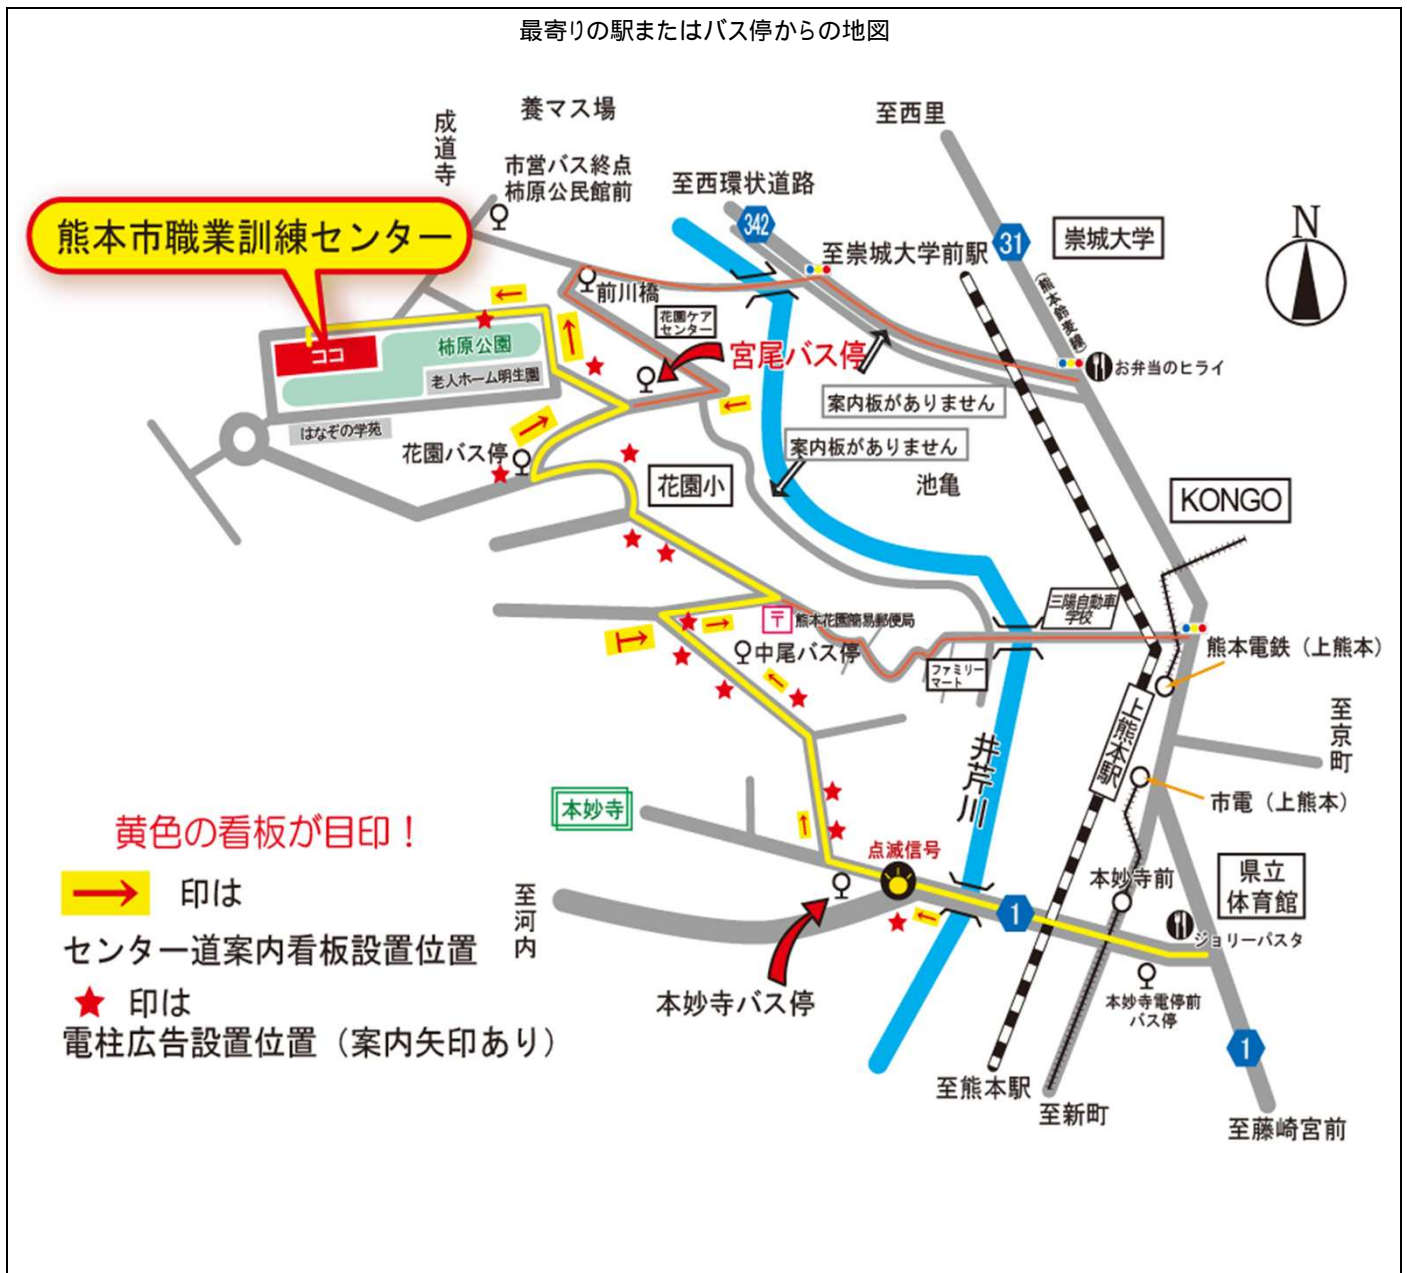 最寄りの駅またはバス停からの地図
養マス場
成道寺
市営バス終点
柿原公民館前
至西里
至西環状道路
342
至崇城大学前駅
31
崇城大学
N
熊本市職業訓練センター
前川橋
花園ケア
センター
(熊本鈴麦線)
宮尾バス停
お弁当のヒライ
ココ
柿原公園
老人ホーム明生園
案内板がありません
はなぞの学苑
花園バス停
案内板がありません
花園小
池亀
KONGO
三陽自動車
学校
〒
熊本花園簡易郵便局
中尾バス停
ファミリー
マート
熊本電鉄（上熊本）
上熊本駅
至京町
井芹川
市電（上熊本）
本妙寺
黄色の看板が目印！
点滅信号
印は
至河内
本妙寺前
県立
体育館
1
ジョリーパスタ
センター道案内看板設置位置
本妙寺バス停
本妙寺電停前
バス停
★ 印は
電柱広告設置位置（案内矢印あり）
1
至熊本駅
至新町
至藤崎宮前